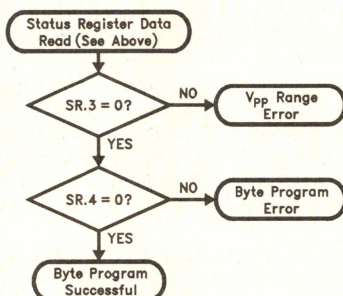 Status Register Data
Read (See Above)
SR.3 = 0?
NO
VPP Range
Error
YES
SR.4 = 0?
NO
Byte Program
Error
YES
Byte Program
Successful